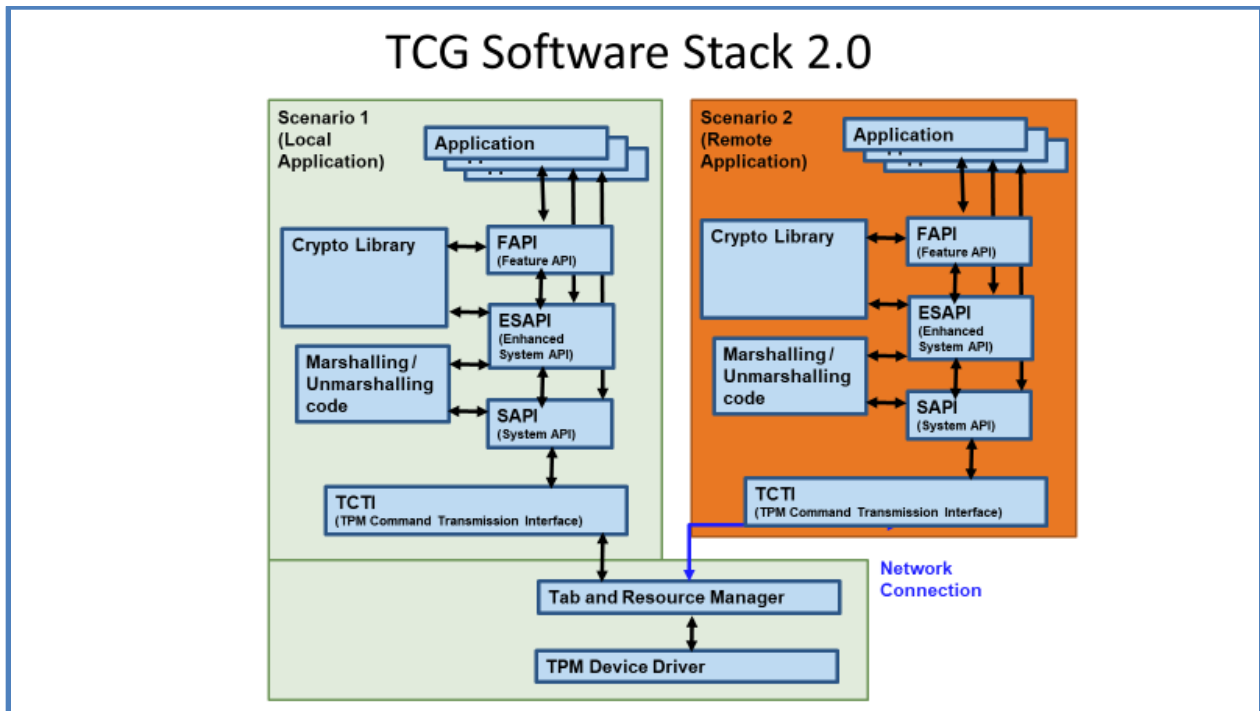 TCG Software Stack 2.0
Scenario 1
(Local
Application)
Application
Crypto Library
FAPI
(Feature API)
ESAPI
(Enhanced
System API)
Marshalling /
Unmarshalling
code
SAPI
(System API)
TCTI
(TPM Command Transmission Interface)
Scenario 2
(Remote
Application)
Application
Crypto Library
FAPI
(Feature API)
ESAPI
(Enhanced
System API)
Marshalling /
Unmarshalling
code
SAPI
(System API)
TCTI
(TPM Command Transmission Interface)
Network
Connection
Tab and Resource Manager
TPM Device Driver